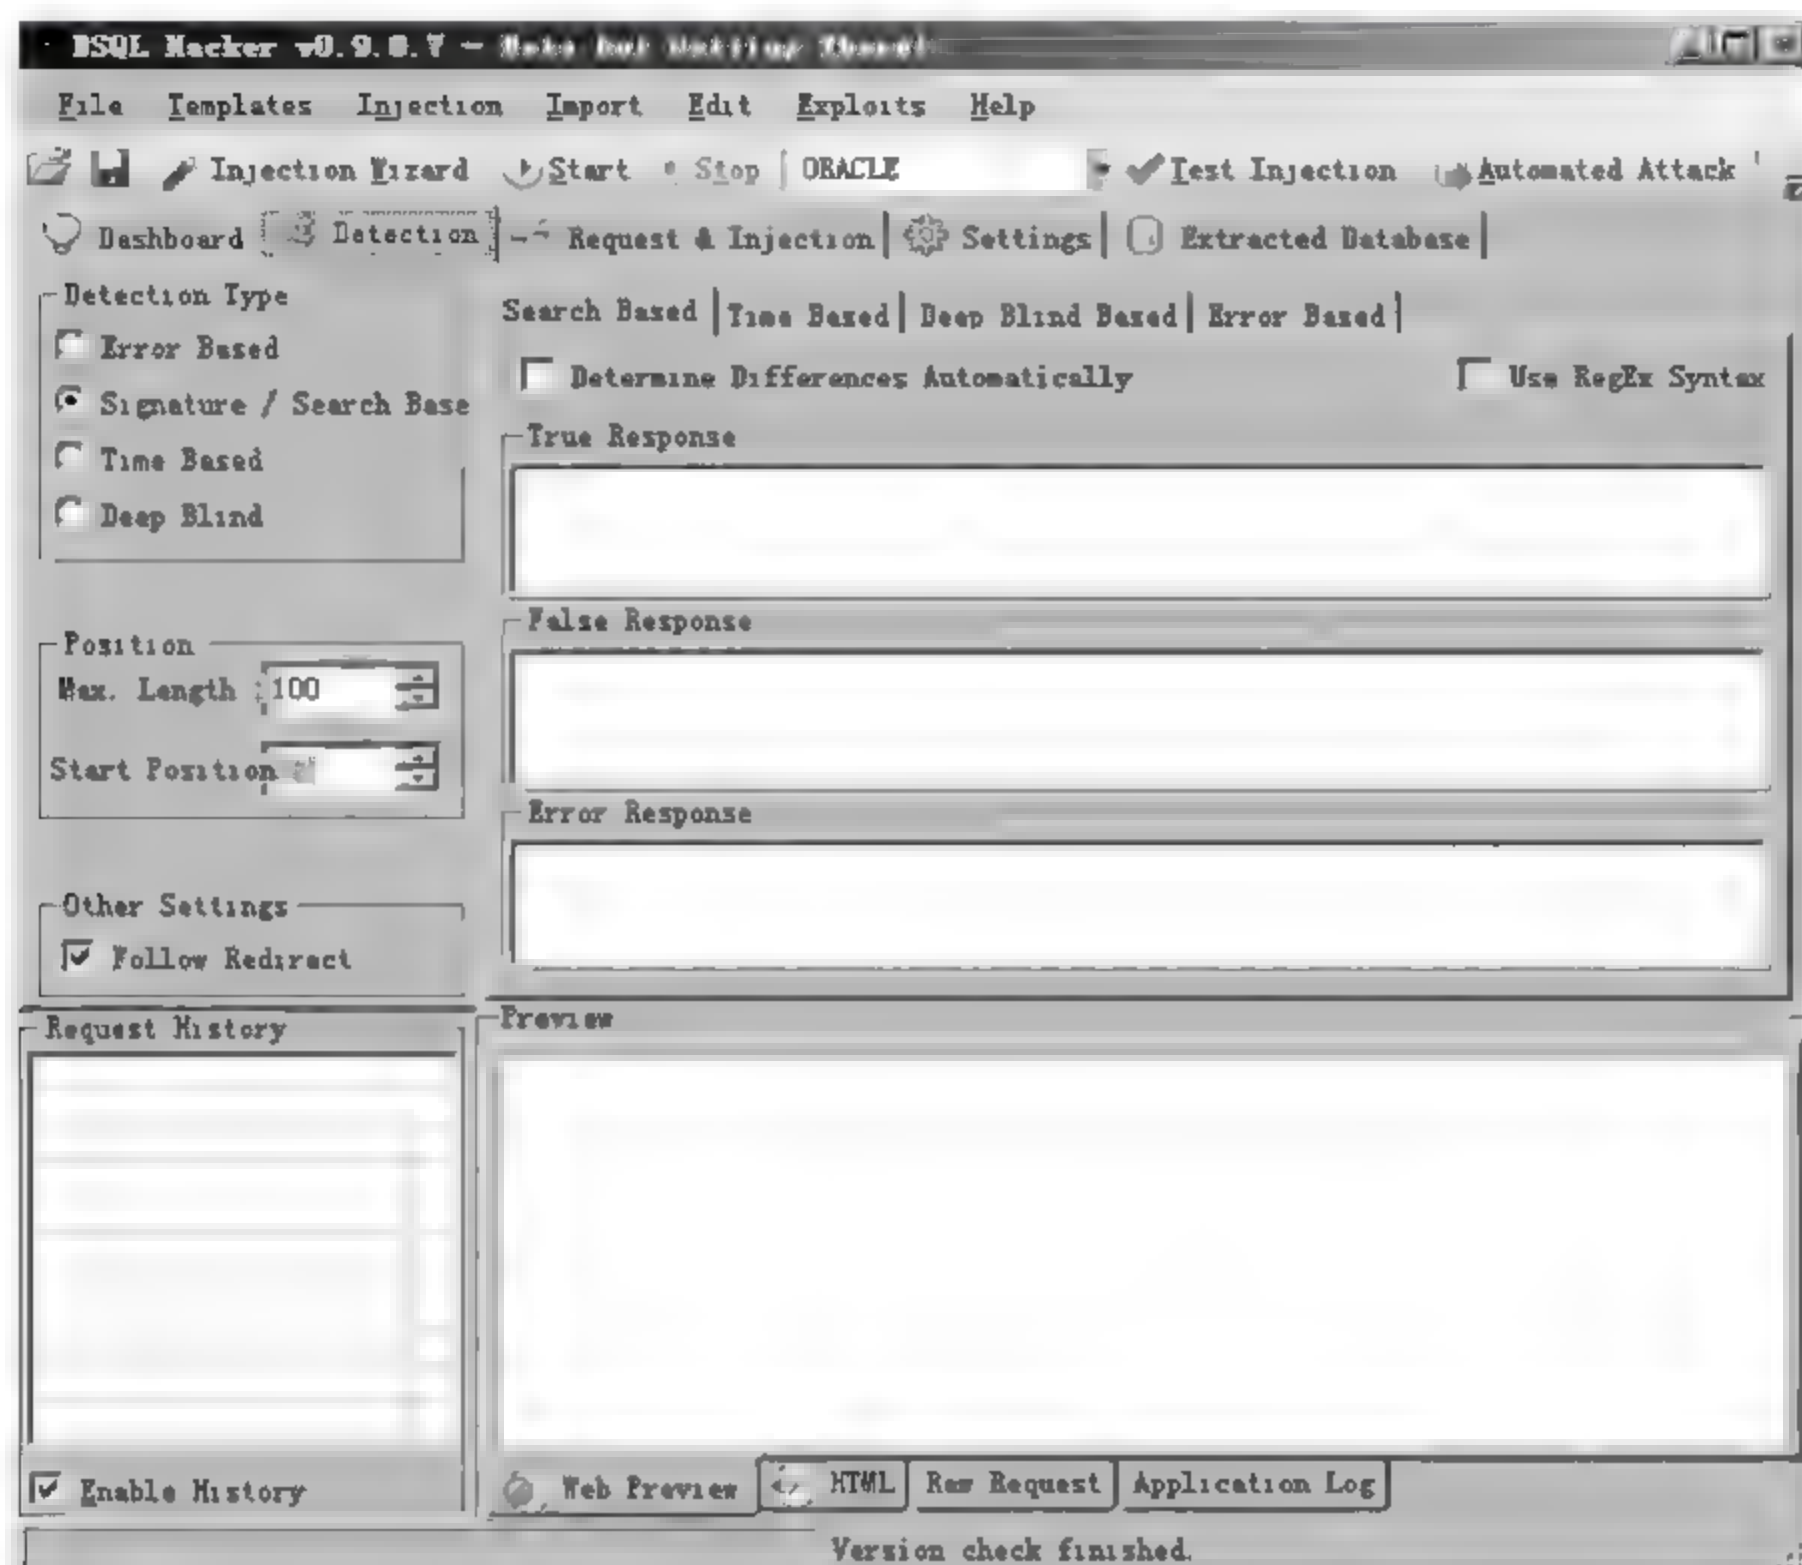 BSQL Hacker v0.9.0.7 -
File Templates Injection Import Edit Exploits Help
Injection Wizard Start Stop ORACLE Test Injection Automated Attack
Dashboard Detection Request & Injection Settings Extracted Database
Detection Type
Error Based
Signature / Search Base
Time Based
Deep Blind
Position
Max. Length 100
Start Position
Other Settings
Follow Redirect
Search Based Time Based Deep Blind Based Error Based
Determine Differences Automatically Use RegEx Syntax
True Response
False Response
Error Response
Request History
Enable History
Preview
Web Preview HTML Raw Request Application Log
Version check finished.